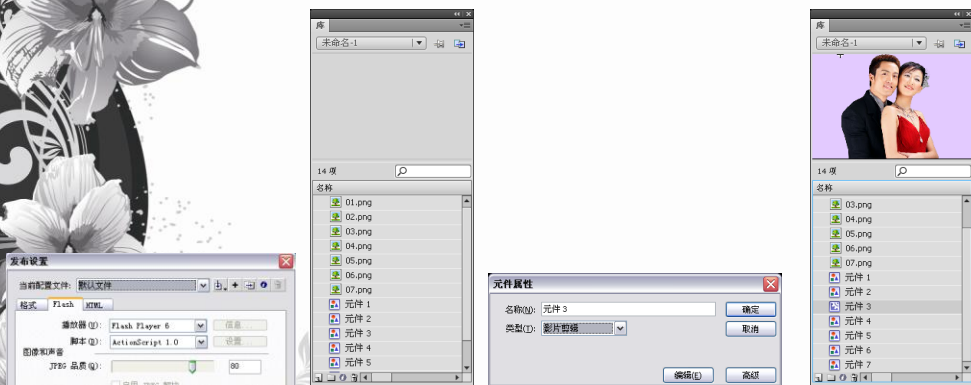 发布设置
当前配置文件: 默认文件
格式 Flash HTML
播放器(U): Flash Player 6 信息...
脚本(D): ActionScript 1.0 设置
图像和声音
JPEG 品质(Q): 80
库
未命名-1
14 项
名称
01.png
02.png
03.png
04.png
05.png
06.png
07.png
元件 1
元件 2
元件 3
元件 4
元件 5
元件属性
名称(N): 元件 3 确定
类型(T): 影片剪辑 取消
编辑(E) 高级
库
未命名-1
14 项
名称
03.png
04.png
05.png
06.png
07.png
元件 1
元件 2
元件 3
元件 4
元件 5
元件 6
元件 7